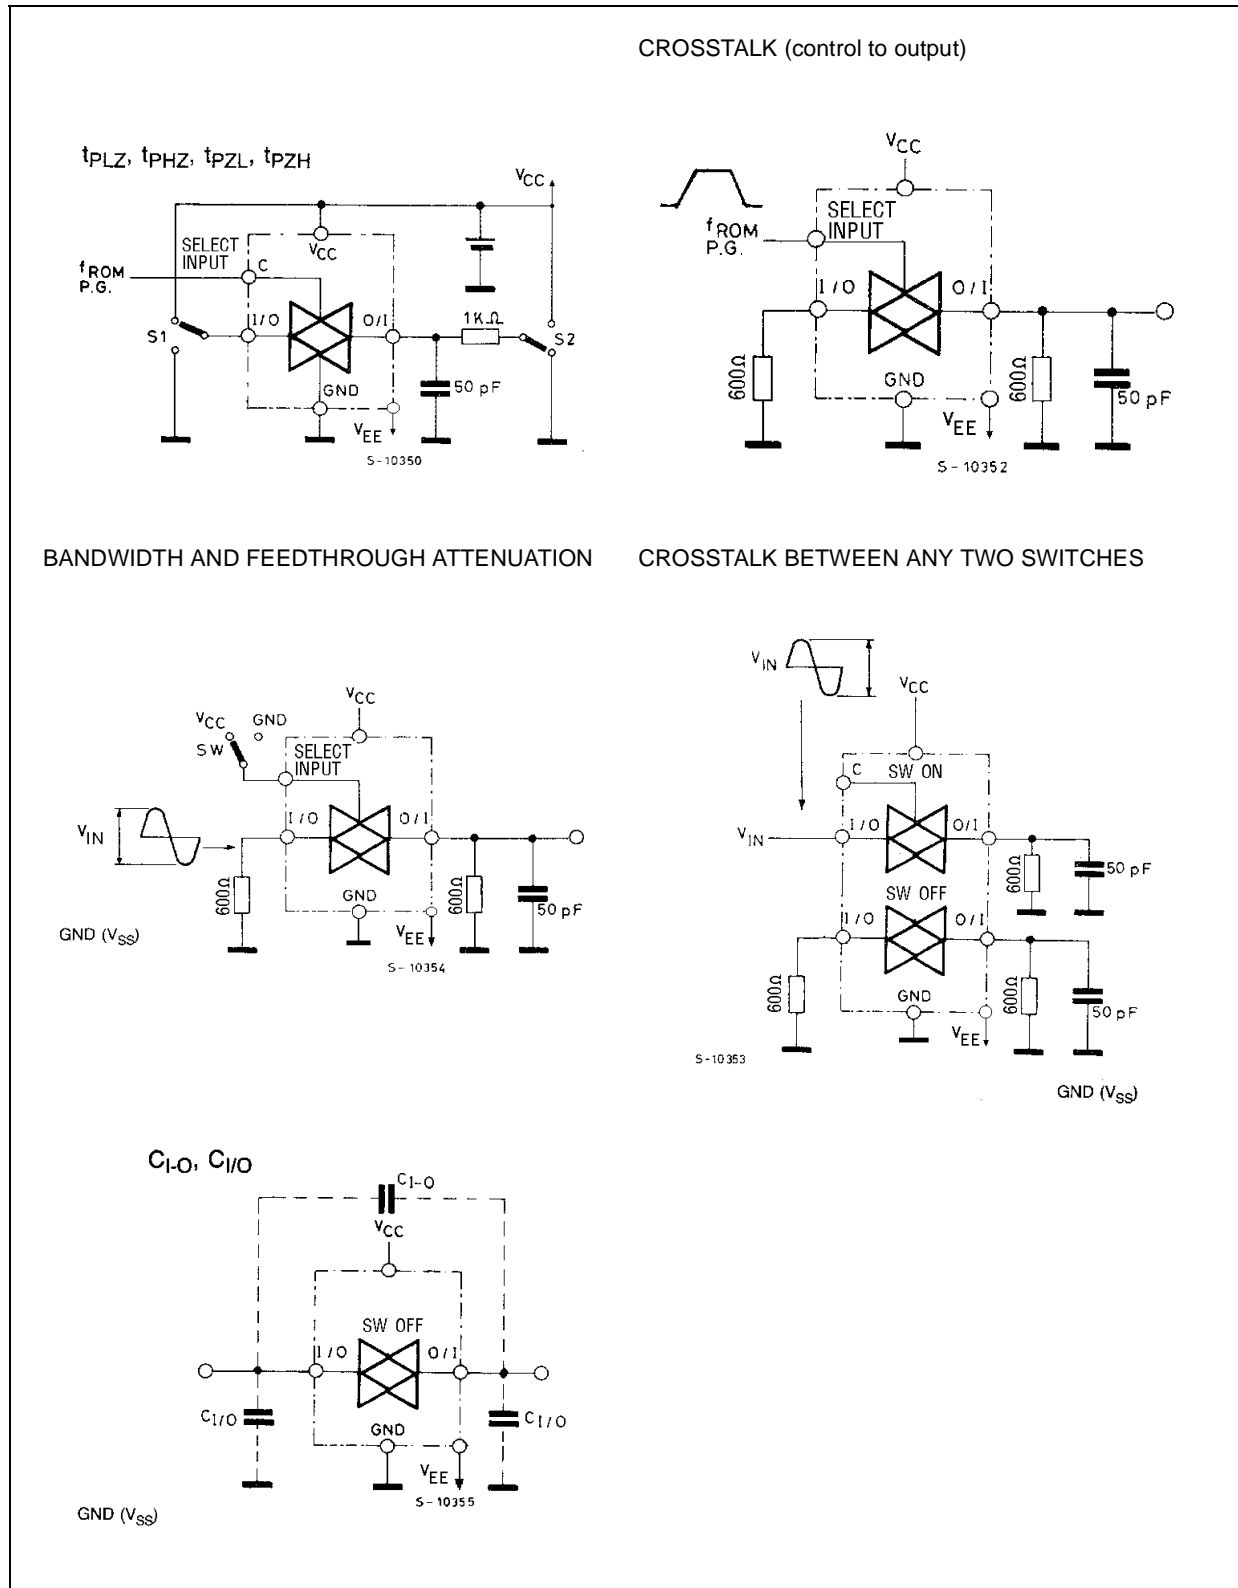 CROSSTALK (control to output)
tPLZ, tPHZ, tPZL, tPZH
VCC
SELECT
INPUT
VCC
fROM
P.G.
C
I/O
O/I
1KΩ
S1
S2
GND
50 pF
VEE
S-10350
VCC
SELECT
INPUT
fROM
P.G.
I/O
O/I
600Ω
GND
600Ω
50 pF
VEE
S-10352
BANDWIDTH AND FEEDTHROUGH ATTENUATION
CROSSTALK BETWEEN ANY TWO SWITCHES
VCC
VCC
GND
SW
SELECT
INPUT
VIN
I/O
O/I
600Ω
GND
600Ω
50 pF
GND (VSS)
VEE
S-10354
VIN
VCC
C
SW ON
VIN
I/O
O/I
600Ω
50 pF
SW OFF
I/O
O/I
600Ω
GND
600Ω
50 pF
VEE
S-10353
GND (VSS)
CI-O, CI/O
CI-O
VCC
SW OFF
I/O
O/I
CI/O
GND
CI/O
VEE
S-10355
GND (VSS)